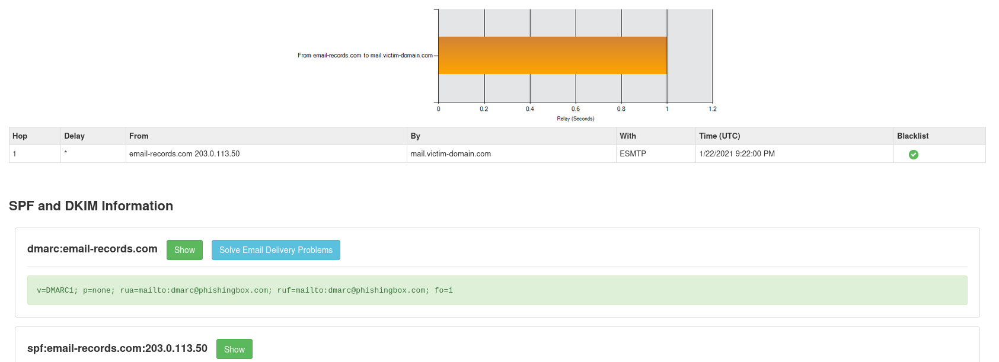 From email-records.com to mail.victim-domain.com
0 0.2 0.4 0.6 0.8 1 1.2
Relay (Seconds)
Hop Delay From By With Time (UTC) Blacklist
1 * email-records.com 203.0.113.50 mail.victim-domain.com ESMTP 1/22/2021 9:22:00 PM
SPF and DKIM Information
dmarc:email-records.com Show Solve Email Delivery Problems
v=DMARC1; p=none; rua=mailto:dmarc@phishingbox.com; ruf=mailto:dmarc@phishingbox.com; fo=1
spf:email-records.com:203.0.113.50 Show